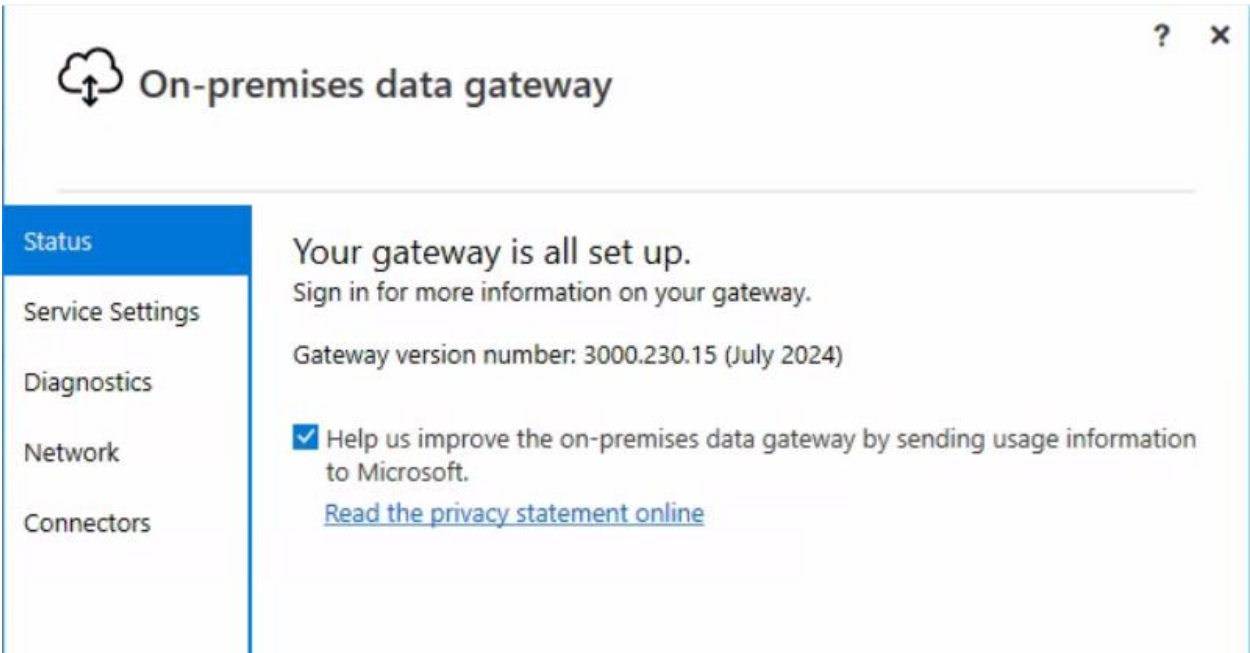 ? ×
On-premises data gateway
Status
Service Settings
Diagnostics
Network
Connectors
Your gateway is all set up.
Sign in for more information on your gateway.
Gateway version number: 3000.230.15 (July 2024)
Help us improve the on-premises data gateway by sending usage information
to Microsoft.
Read the privacy statement online